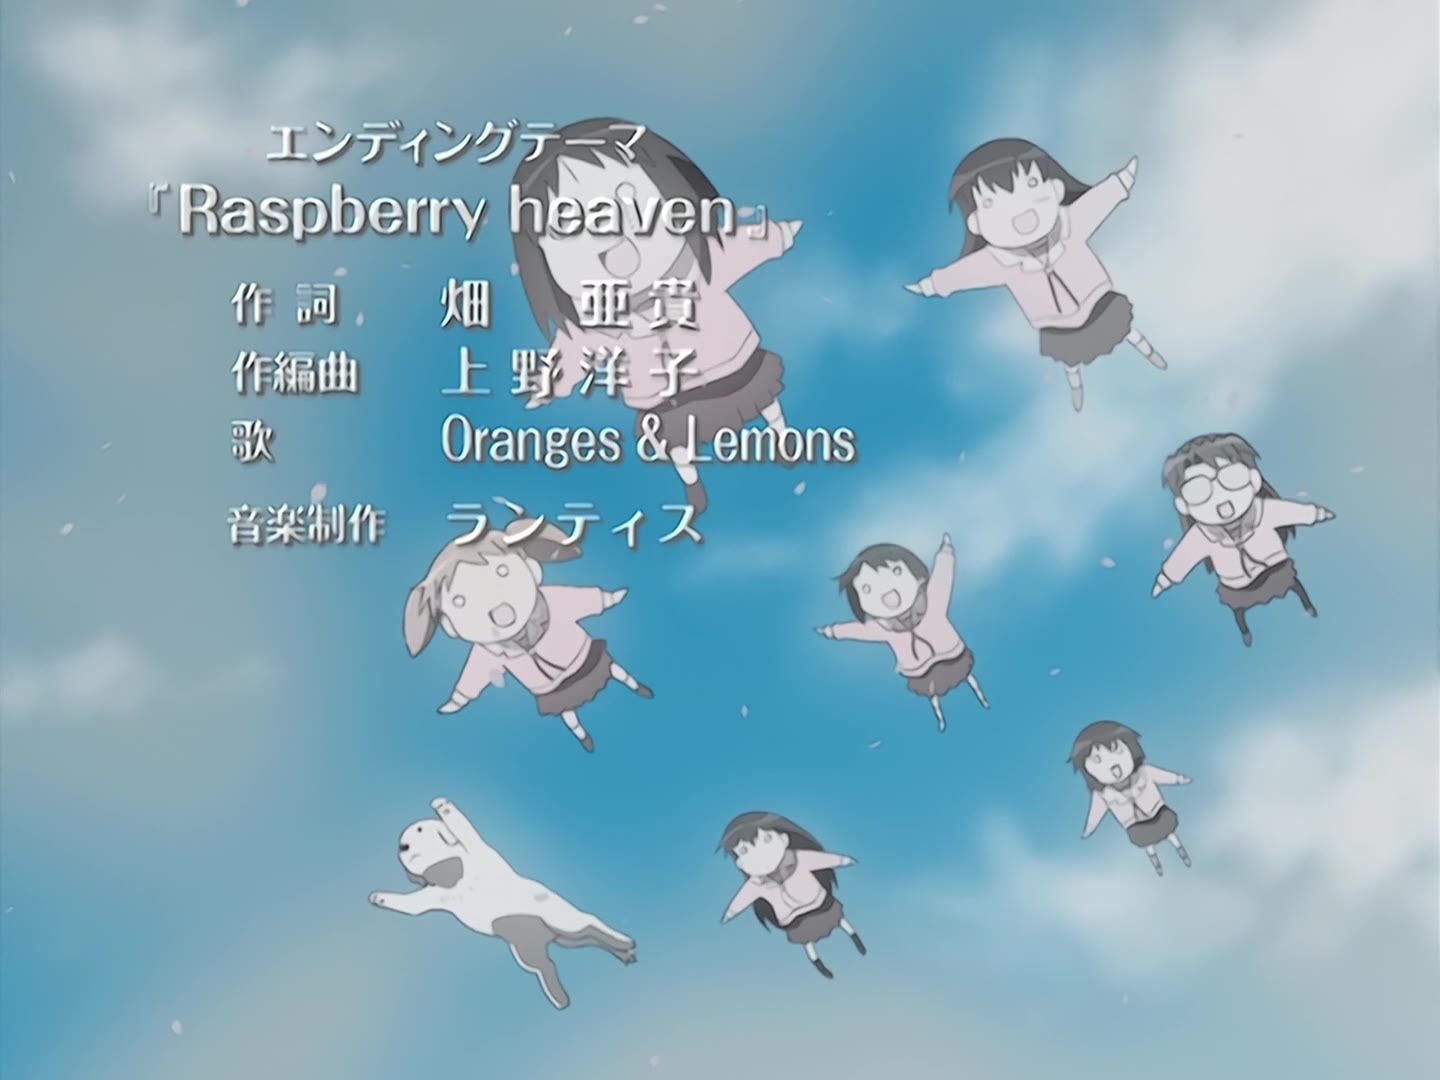 エンディングテーマ
『Raspberry heaven』
作詞 畑 亜貴
作編曲 上野洋子
歌 Oranges & Lemons
音楽制作 ランティス